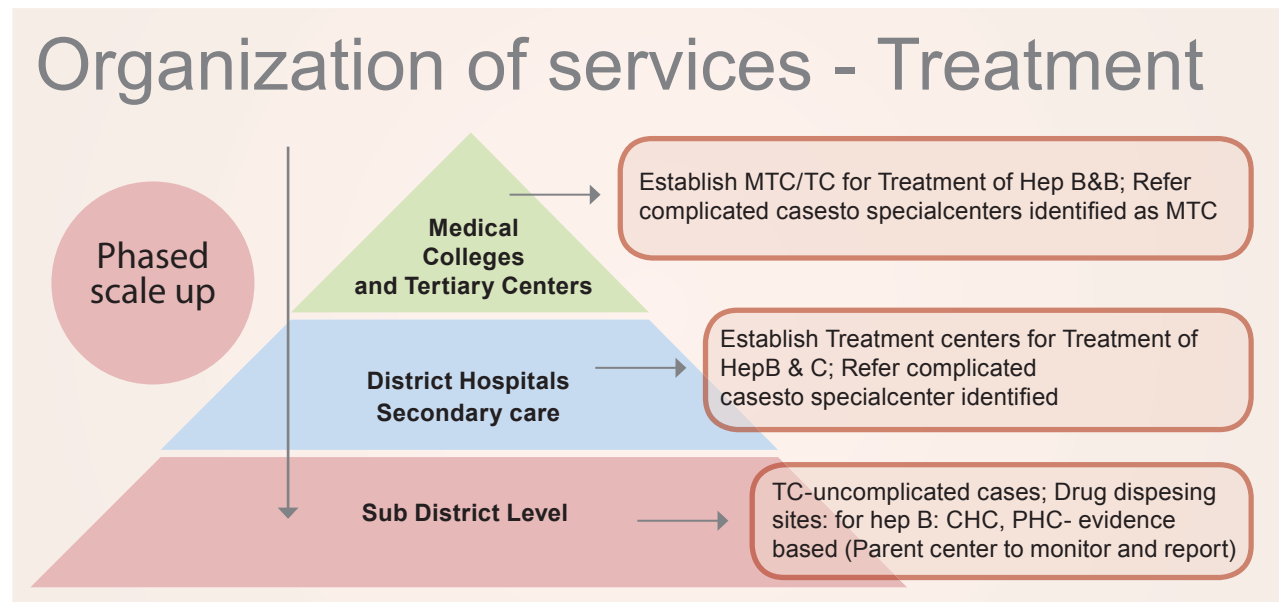 Organization of services - Treatment
Phased
scale up
Medical
Colleges
and Tertiary Centers
Establish MTC/TC for Treatment of Hep B&B; Refer
complicated casesto specialcenters identified as MTC
District Hospitals
Secondary care
Establish Treatment centers for Treatment of
HepB & C; Refer complicated
casesto specialcenter identified
Sub District Level
TC-uncomplicated cases; Drug dispesing
sites: for hep B: CHC, PHC- evidence
based (Parent center to monitor and report)